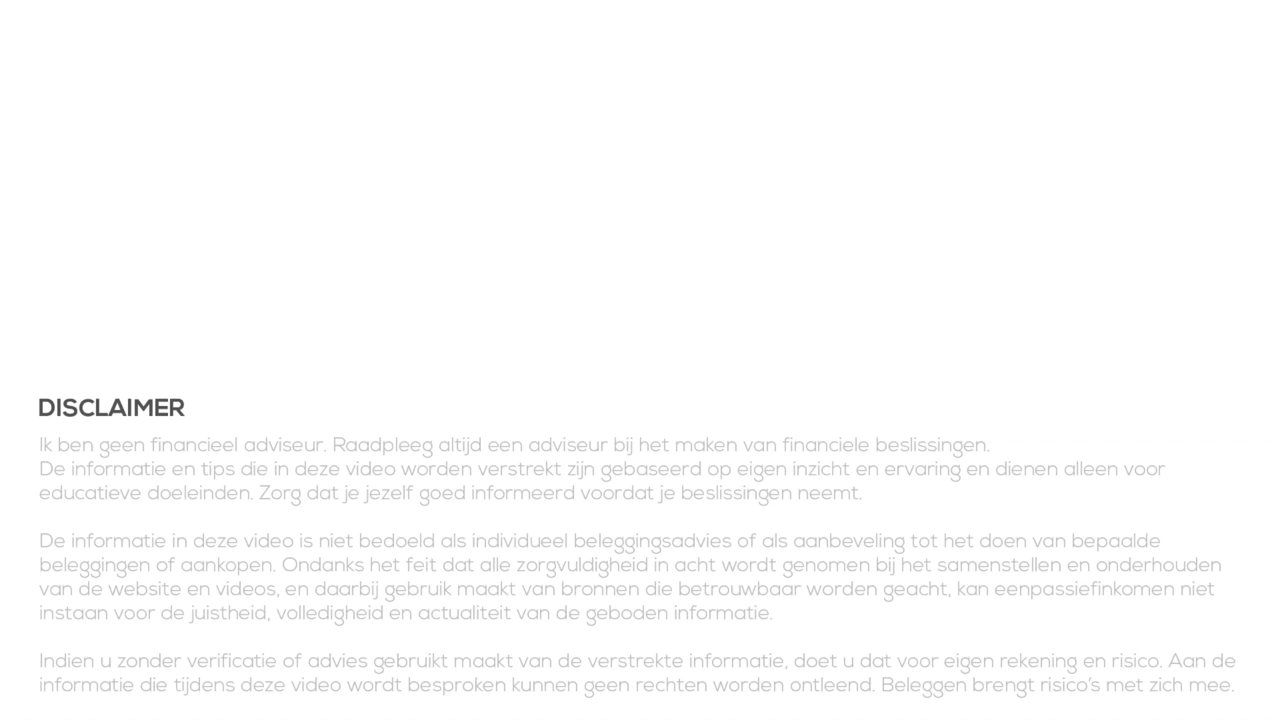 DISCLAIMER
Ik ben geen financieel adviseur. Raadpleeg altijd een adviseur bij het maken van financiele beslissingen.
De informatie en tips die in deze video worden verstrekt zijn gebaseerd op eigen inzicht en ervaring en dienen alleen voor
educatieve doeleinden. Zorg dat je jezelf goed informeerd voordat je beslissingen neemt.
De informatie in deze video is niet bedoeld als individueel beleggingsadvies of als aanbeveling tot het doen van bepaalde
beleggingen of aankopen. Ondanks het feit dat alle zorgvuldigheid in acht wordt genomen bij het samenstellen en onderhouden
van de website en videos, en daarbij gebruik maakt van bronnen die betrouwbaar worden geacht, kan eenpassiefinkomen niet
instaan voor de juistheid, volledigheid en actualiteit van de geboden informatie.
Indien u zonder verificatie of advies gebruikt maakt van de verstrekte informatie, doet u dat voor eigen rekening en risico. Aan de
informatie die tijdens deze video wordt besproken kunnen geen rechten worden ontleend. Beleggen brengt risico's met zich mee.